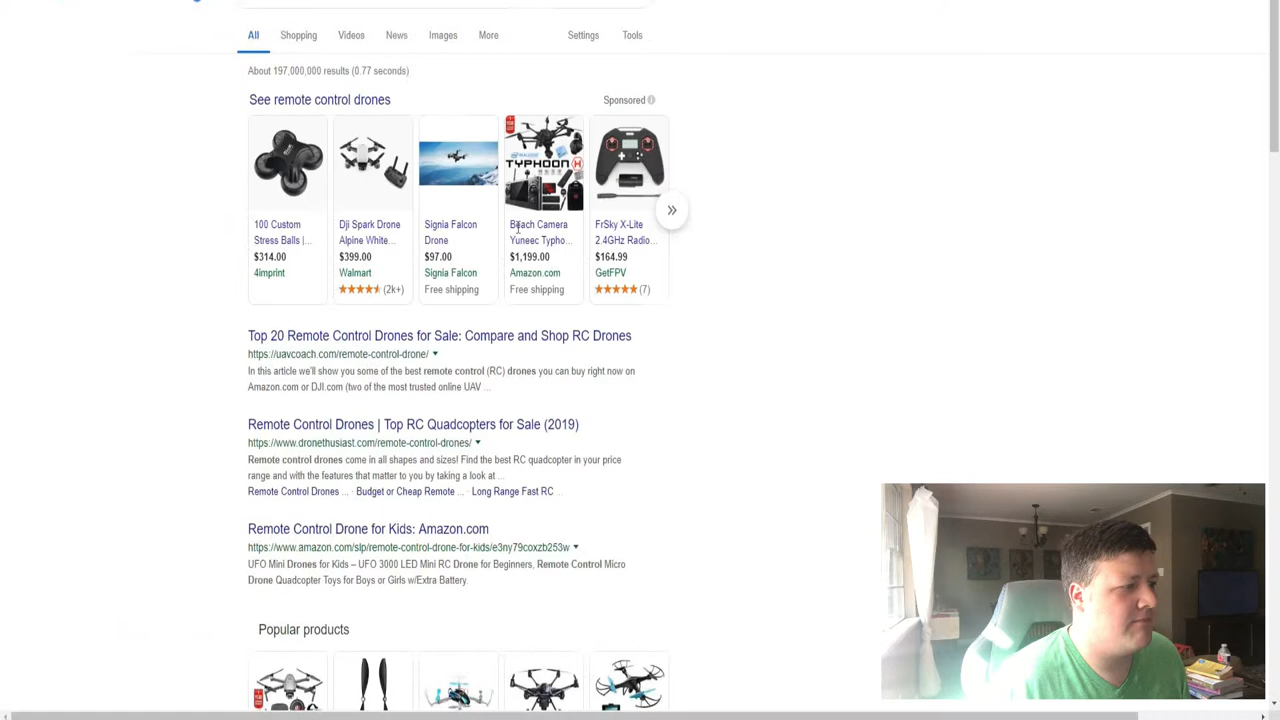 All Shopping Videos News Images More Settings Tools
About 197,000,000 results (0.77 seconds)
See remote control drones
Sponsored
100 Custom
Stress Balls |...
$314.00
4imprint
Dji Spark Drone
Alpine White...
$399.00
Walmart
(2k+)
Signia Falcon
Drone
$97.00
Signia Falcon
Free shipping
TYPHOON H
Beach Camera
Yuneec Typho...
$1,199.00
Amazon.com
Free shipping
FrSky X-Lite
2.4GHz Radio...
$164.99
GetFPV
(7)
»
Top 20 Remote Control Drones for Sale: Compare and Shop RC Drones
https://uavcoach.com/remote-control-drone/
In this article we'll show you some of the best remote control (RC) drones you can buy right now on
Amazon.com or DJI.com (two of the most trusted online UAV ...
Remote Control Drones | Top RC Quadcopters for Sale (2019)
https://www.dronethusiast.com/remote-control-drones/
Remote control drones come in all shapes and sizes! Find the best RC quadcopter in your price
range and with the features that matter to you by taking a look at ...
Remote Control Drones ... · Budget or Cheap Remote ... · Long Range Fast RC ...
Remote Control Drone for Kids: Amazon.com
https://www.amazon.com/slp/remote-control-drone-for-kids/e3ny79coxzb253w
UFO Mini Drones for Kids – UFO 3000 LED Mini RC Drone for Beginners, Remote Control Micro
Drone Quadcopter Toys for Boys or Girls w/Extra Battery.
Popular products